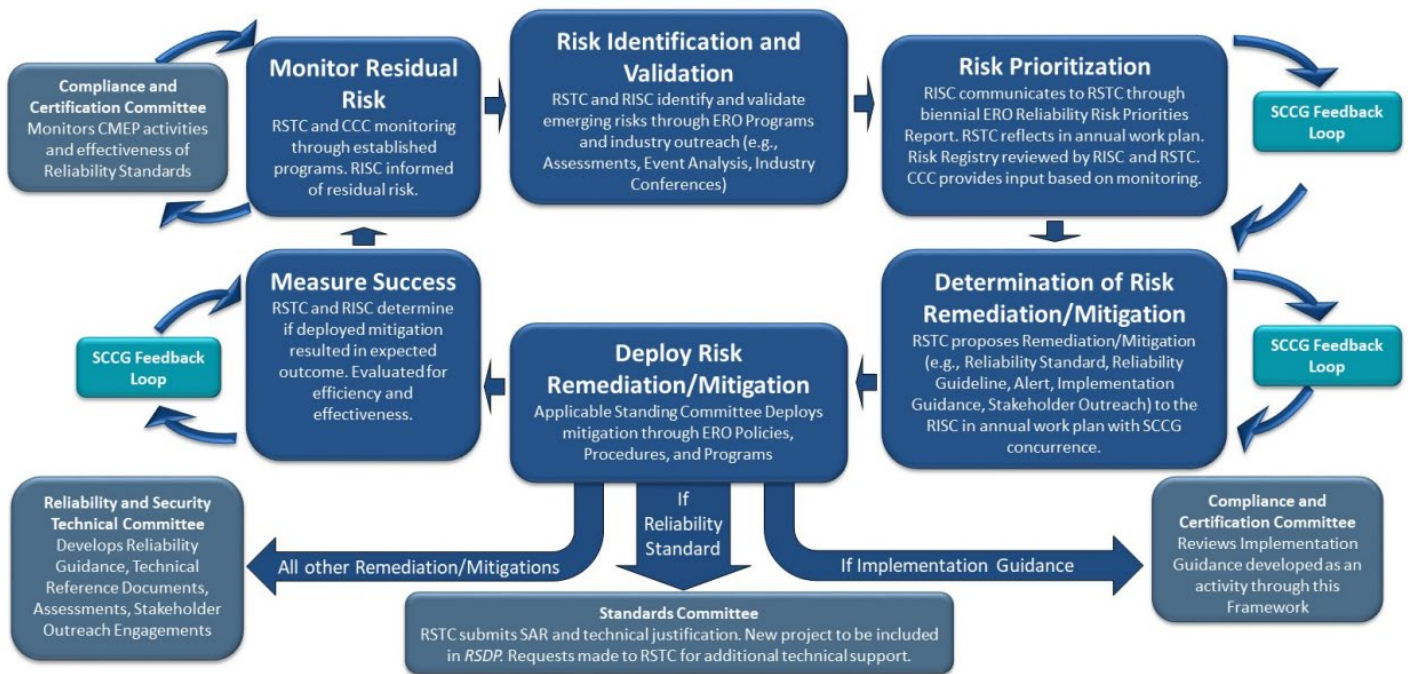 Compliance and
Certification Committee
Monitors CMEP activities
and effectiveness of
Reliability Standards
Monitor Residual
Risk
RSTC and CCC monitoring
through established
programs. RISC informed
of residual risk.
Risk Identification and
Validation
RSTC and RISC identify and validate
emerging risks through ERO Programs
and industry outreach (e.g.,
Assessments, Event Analysis, Industry
Conferences)
Risk Prioritization
RISC communicates to RSTC through
biennial ERO Reliability Risk Priorities
Report. RSTC reflects in annual work plan.
Risk Registry reviewed by RISC and RSTC.
CCC provides input based on monitoring.
SCCG Feedback
Loop
SCCG Feedback
Loop
Measure Success
RSTC and RISC determine
if deployed mitigation
resulted in expected
outcome. Evaluated for
efficiency and
effectiveness.
Deploy Risk
Remediation/Mitigation
Applicable Standing Committee Deploys
mitigation through ERO Policies,
Procedures, and Programs
Determination of Risk
Remediation/Mitigation
RSTC proposes Remediation/Mitigation
(e.g., Reliability Standard, Reliability
Guideline, Alert, Implementation
Guidance, Stakeholder Outreach) to the
RISC in annual work plan with SCCG
concurrence.
SCCG Feedback
Loop
Reliability and Security
Technical Committee
Develops Reliability
Guidance, Technical
Reference Documents,
Assessments, Stakeholder
Outreach Engagements
All other Remediation/Mitigations
If
Reliability
Standard
If Implementation Guidance
Compliance and
Certification Committee
Reviews Implementation
Guidance developed as an
activity through this
Framework
Standards Committee
RSTC submits SAR and technical justification. New project to be included
in RSDP. Requests made to RSTC for additional technical support.